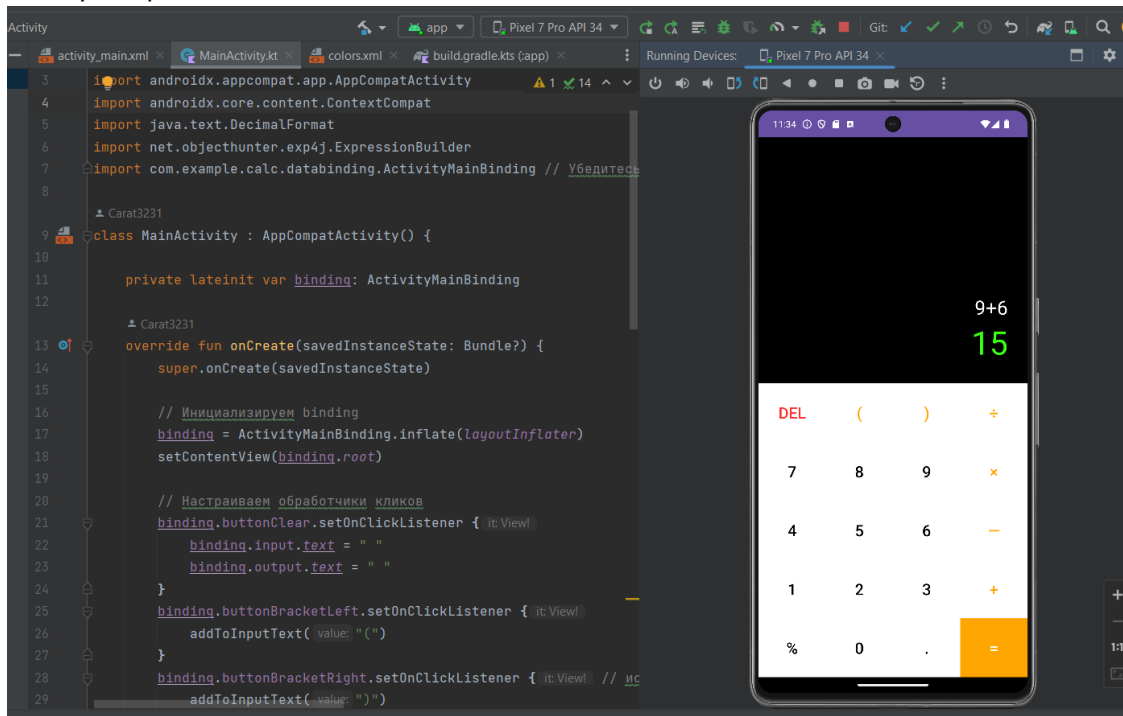 Activity
app
Pixel 7 Pro API 34
Git:
activity_main.xml
MainActivity.kt
colors.xml
build.gradle.kts (:app)
Running Devices:
Pixel 7 Pro API 34
1
14
3 import androidx.appcompat.app.AppCompatActivity
4 import androidx.core.content.ContextCompat
5 import java.text.DecimalFormat
6 import net.objecthunter.exp4j.ExpressionBuilder
7 import com.example.calc.databinding.ActivityMainBinding // Убедитесь
8
Carat3231
9 class MainActivity : AppCompatActivity() {
10
11 private lateinit var binding: ActivityMainBinding
12
Carat3231
13 override fun onCreate(savedInstanceState: Bundle?) {
14 super.onCreate(savedInstanceState)
15
16 // Инициализируем binding
17 binding = ActivityMainBinding.inflate(layoutInflater)
18 setContentView(binding.root)
19
20 // Настраиваем обработчики кликов
21 binding.buttonClear.setOnClickListener { it: View!
22 binding.input.text = " "
23 binding.output.text = " "
24 }
25 binding.buttonBracketLeft.setOnClickListener { it: View!
26 addToInputText( value: "(")
27 }
28 binding.buttonBracketRight.setOnClickListener { it: View! // ис
29 addToInputText( value: ")")
11:34
9+6
15
DEL ( ) ÷
7 8 9 ×
4 5 6 −
1 2 3 +
% 0 . =
1:1